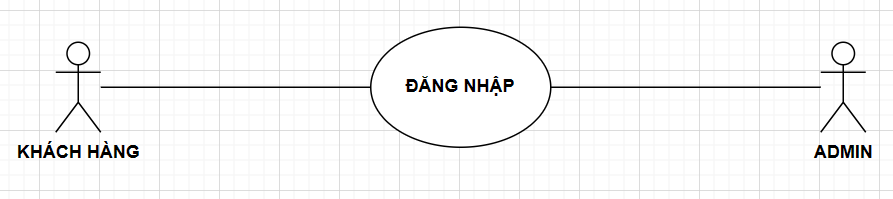 ĐĂNG NHẬP
KHÁCH HÀNG
ADMIN